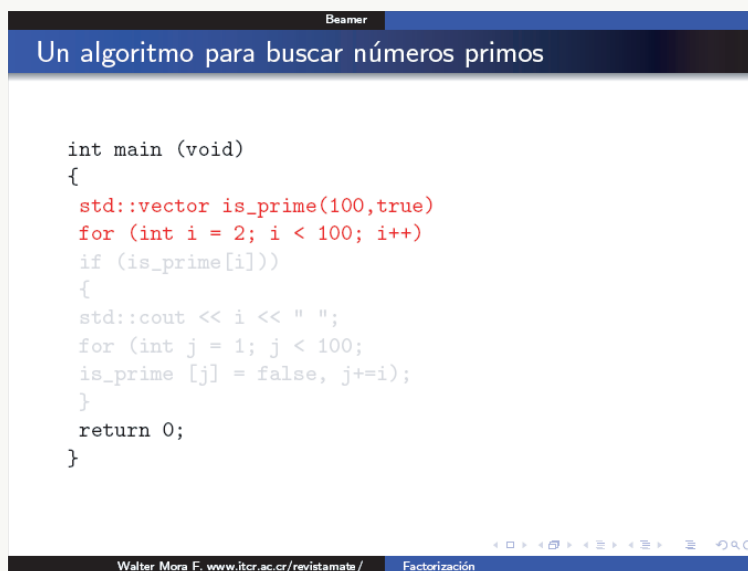 Beamer
Un algoritmo para buscar números primos
int main (void)
{
std::vector is_prime(100,true)
for (int i = 2; i < 100; i++)
if (is_prime[i]))
{
std::cout << i << " ";
for (int j = 1; j < 100;
is_prime [j] = false, j+=i);
}
return 0;
}
Walter Mora F. www.itcr.ac.cr/revistamate/ Factorización